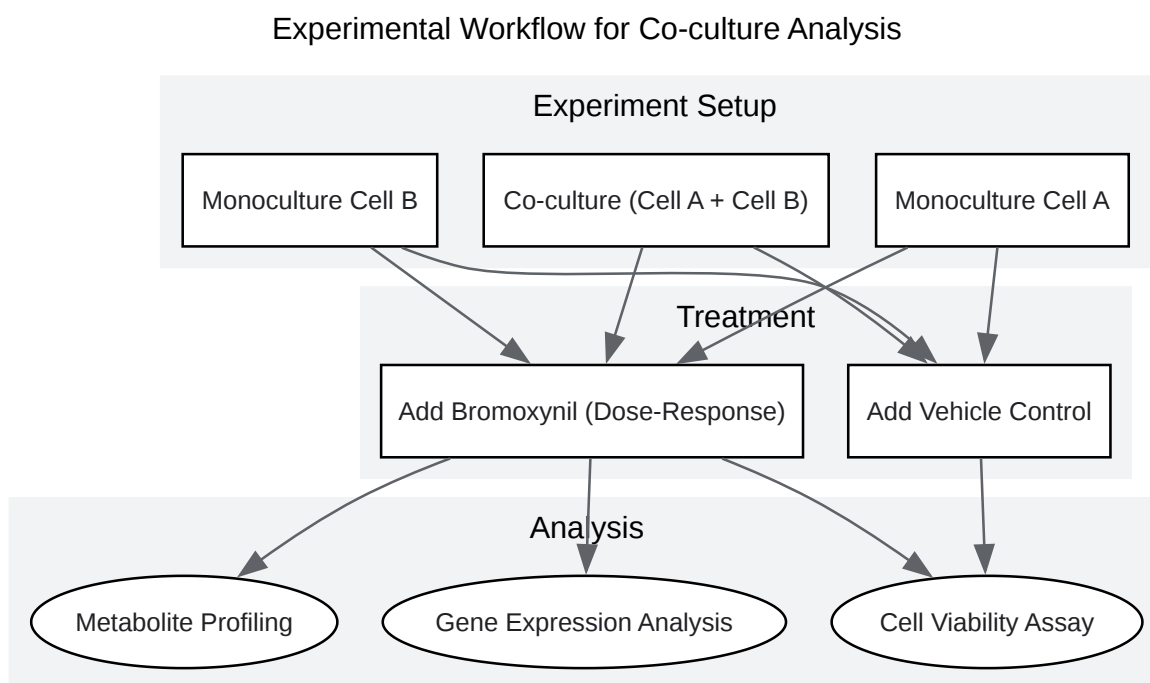 Experimental Workflow for Co-culture Analysis
Experiment Setup
Monoculture Cell B
Co-culture (Cell A + Cell B)
Monoculture Cell A
Treatment
Add Bromoxynil (Dose-Response)
Add Vehicle Control
Analysis
Metabolite Profiling
Gene Expression Analysis
Cell Viability Assay